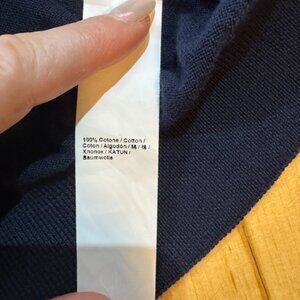 100% Cotone / Cotton /
Coton / Algodón / 綿 / 棉 /
Хлопок / KATUN /
Baumwolle